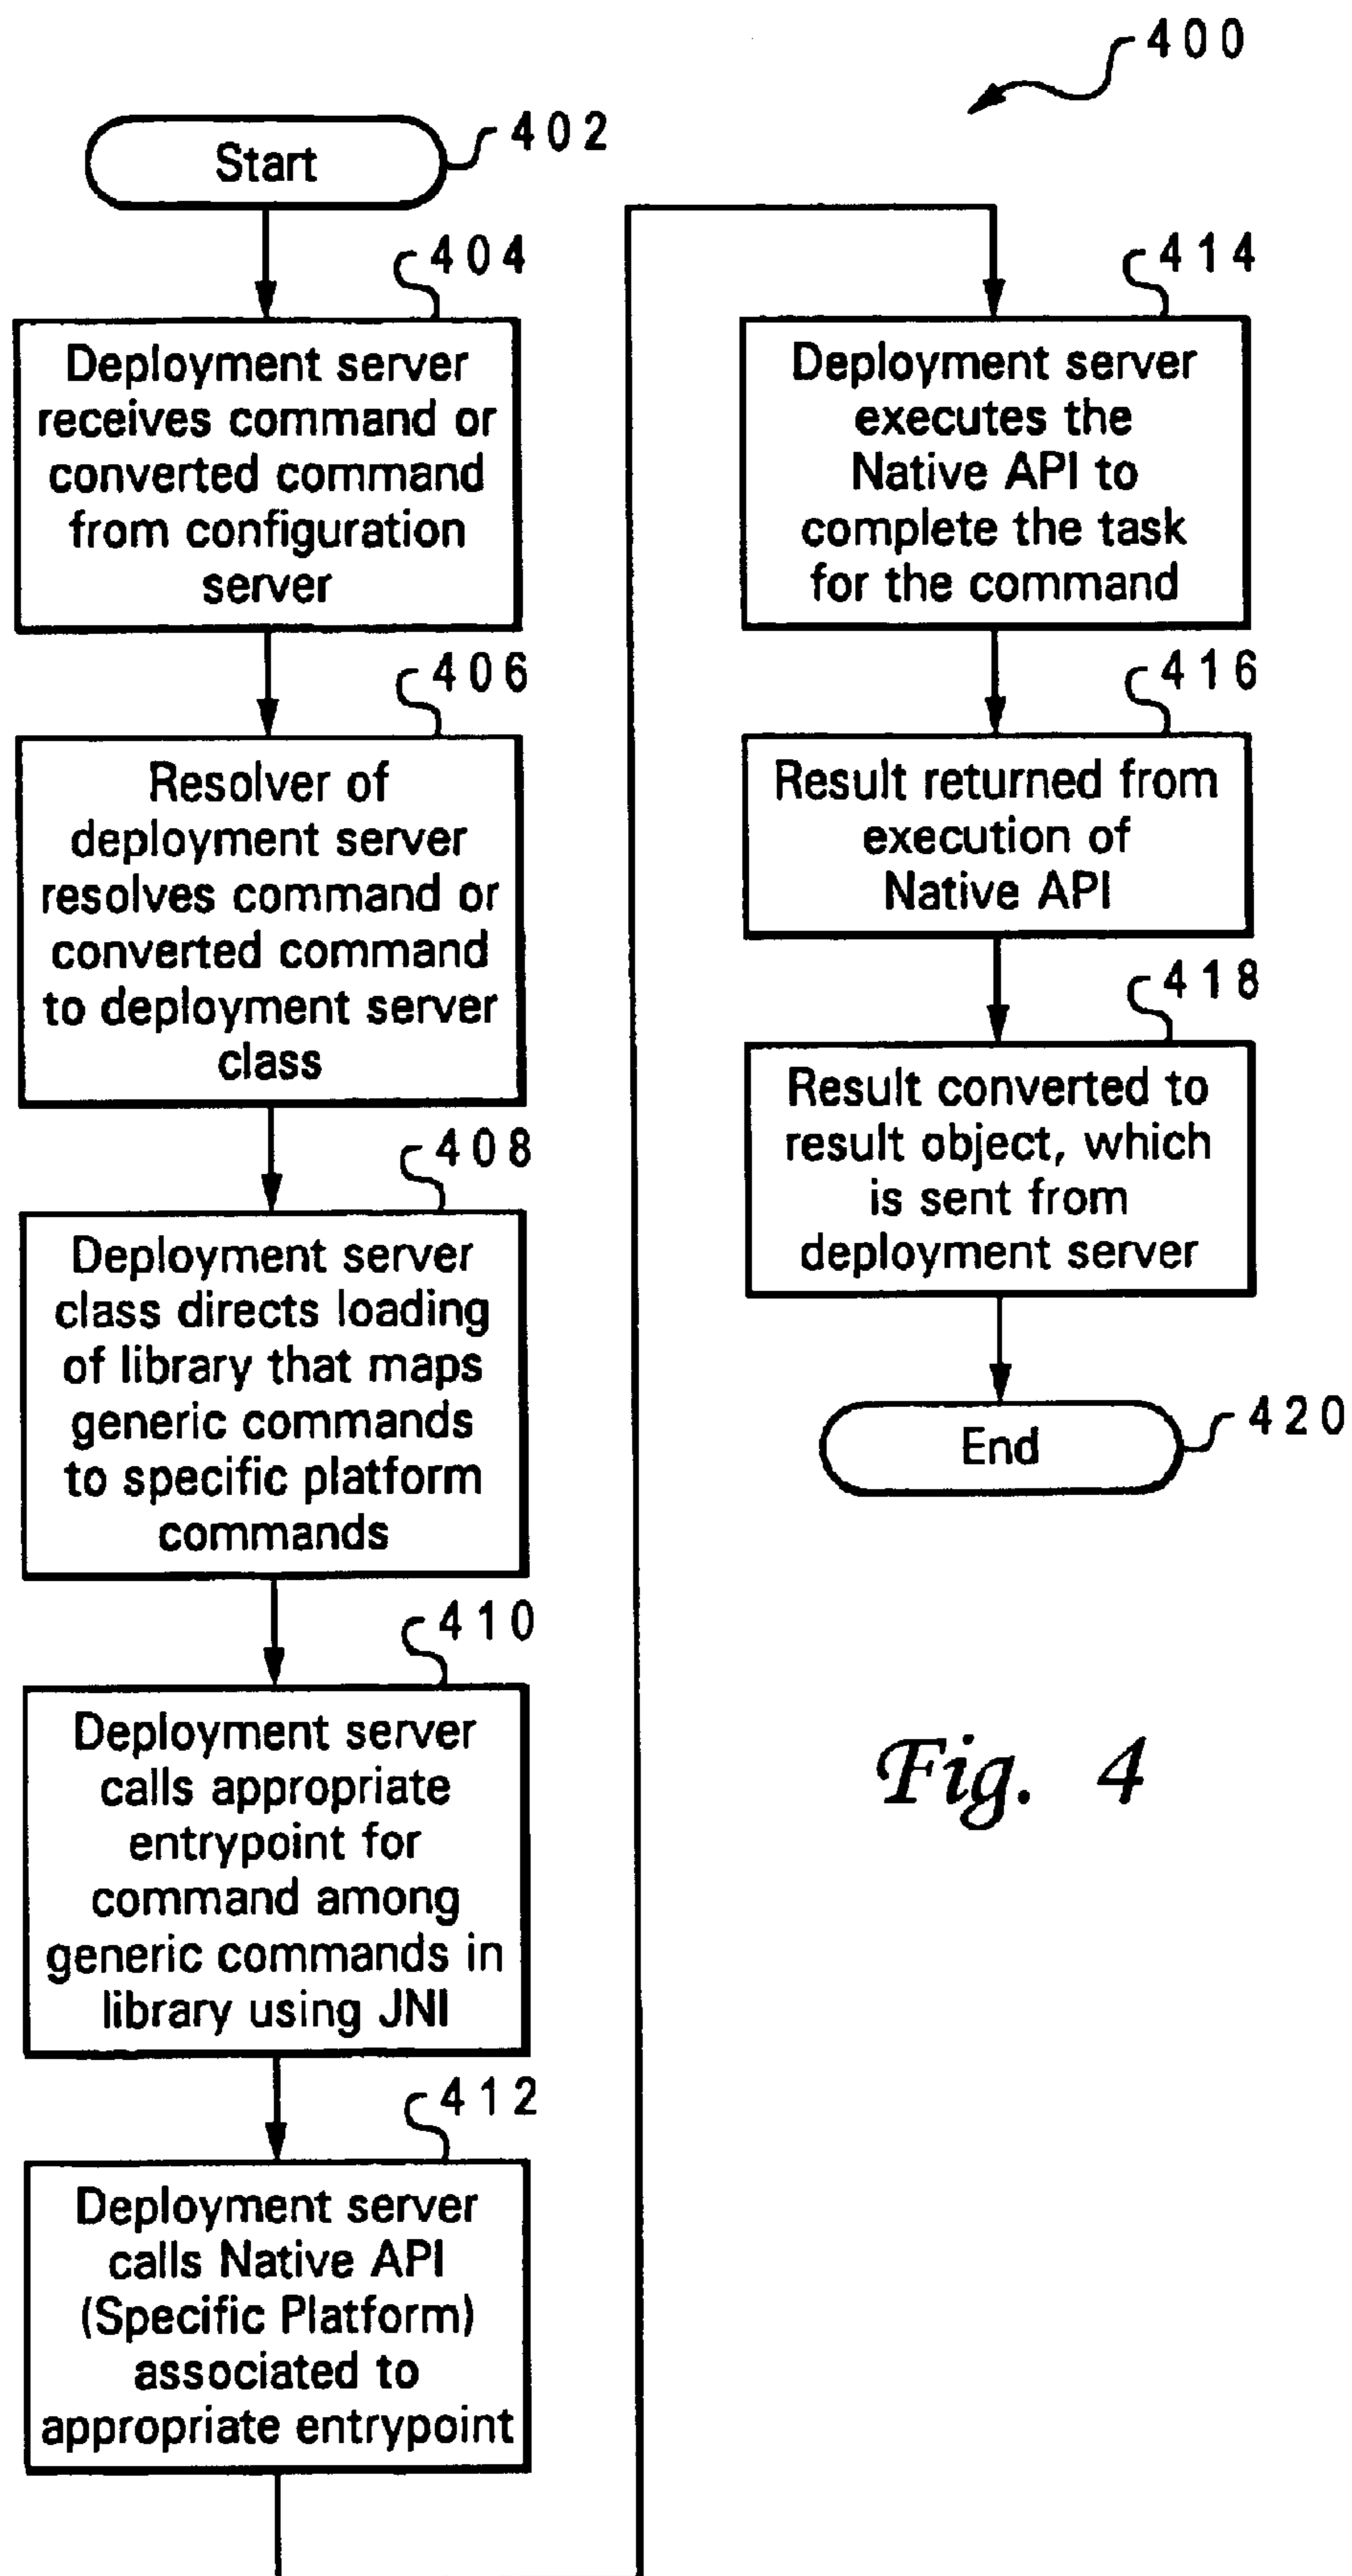 400
Start
402
404
Deployment server
receives command or
converted command
from configuration
server
406
Resolver of
deployment server
resolves command or
converted command
to deployment server
class
408
Deployment server
class directs loading
of library that maps
generic commands
to specific platform
commands
410
Deployment server
calls appropriate
entrypoint for
command among
generic commands in
library using JNI
412
Deployment server
calls Native API
(Specific Platform)
associated to
appropriate entrypoint
414
Deployment server
executes the
Native API to
complete the task
for the command
416
Result returned from
execution of
Native API
418
Result converted to
result object, which
is sent from
deployment server
End
420
Fig. 4